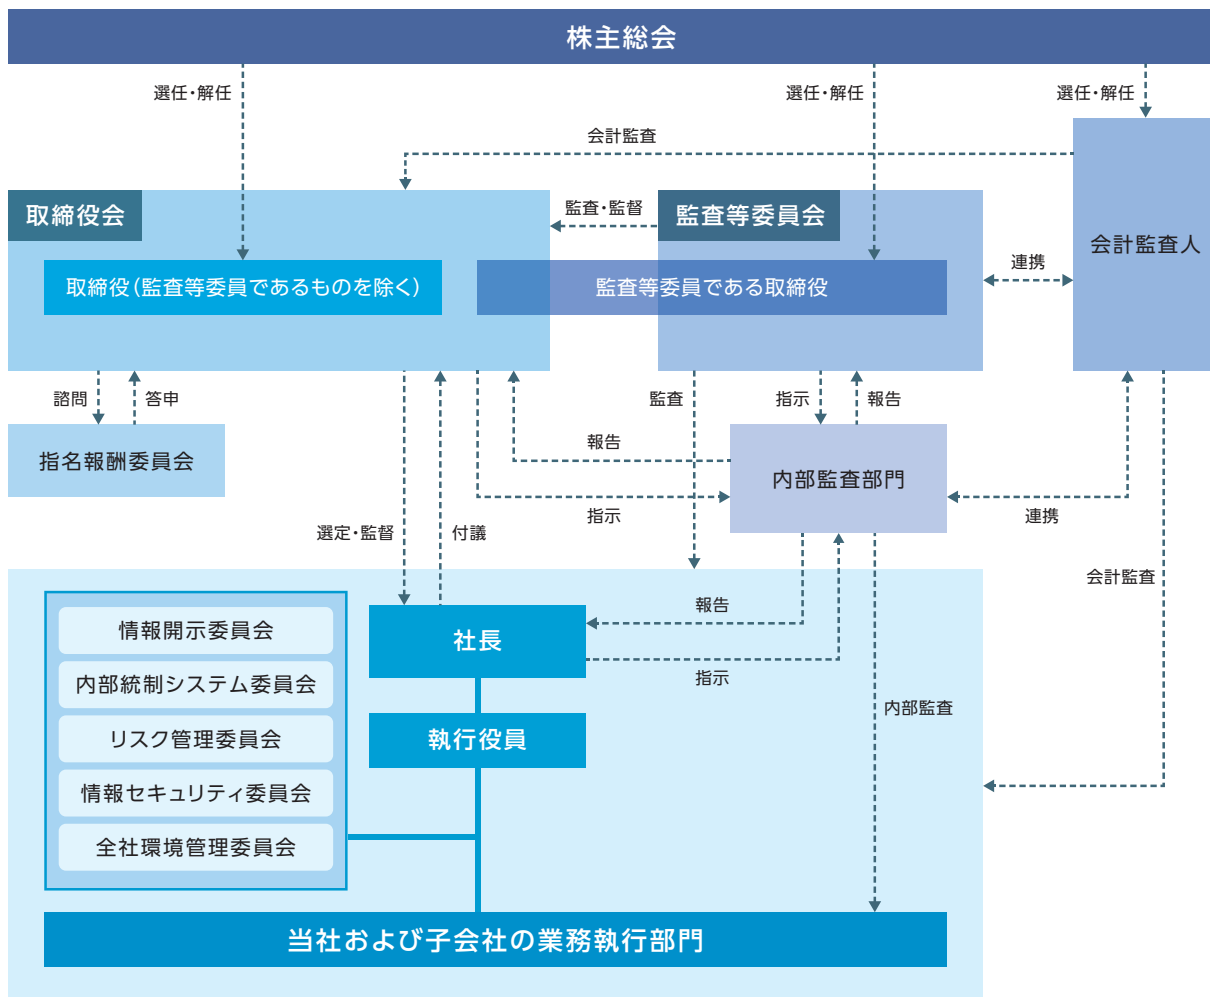 株主総会
選任・解任
選任・解任
選任・解任
会計監査
取締役会
監査・監督
監査等委員会
会計監査人
連携
取締役（監査等委員であるものを除く）
監査等委員である取締役
諮問
答申
監査
指示
報告
指名報酬委員会
報告
内部監査部門
指示
連携
選定・監督
付議
会計監査
報告
情報開示委員会
社長
内部統制システム委員会
指示
内部監査
リスク管理委員会
執行役員
情報セキュリティ委員会
全社環境管理委員会
当社および子会社の業務執行部門